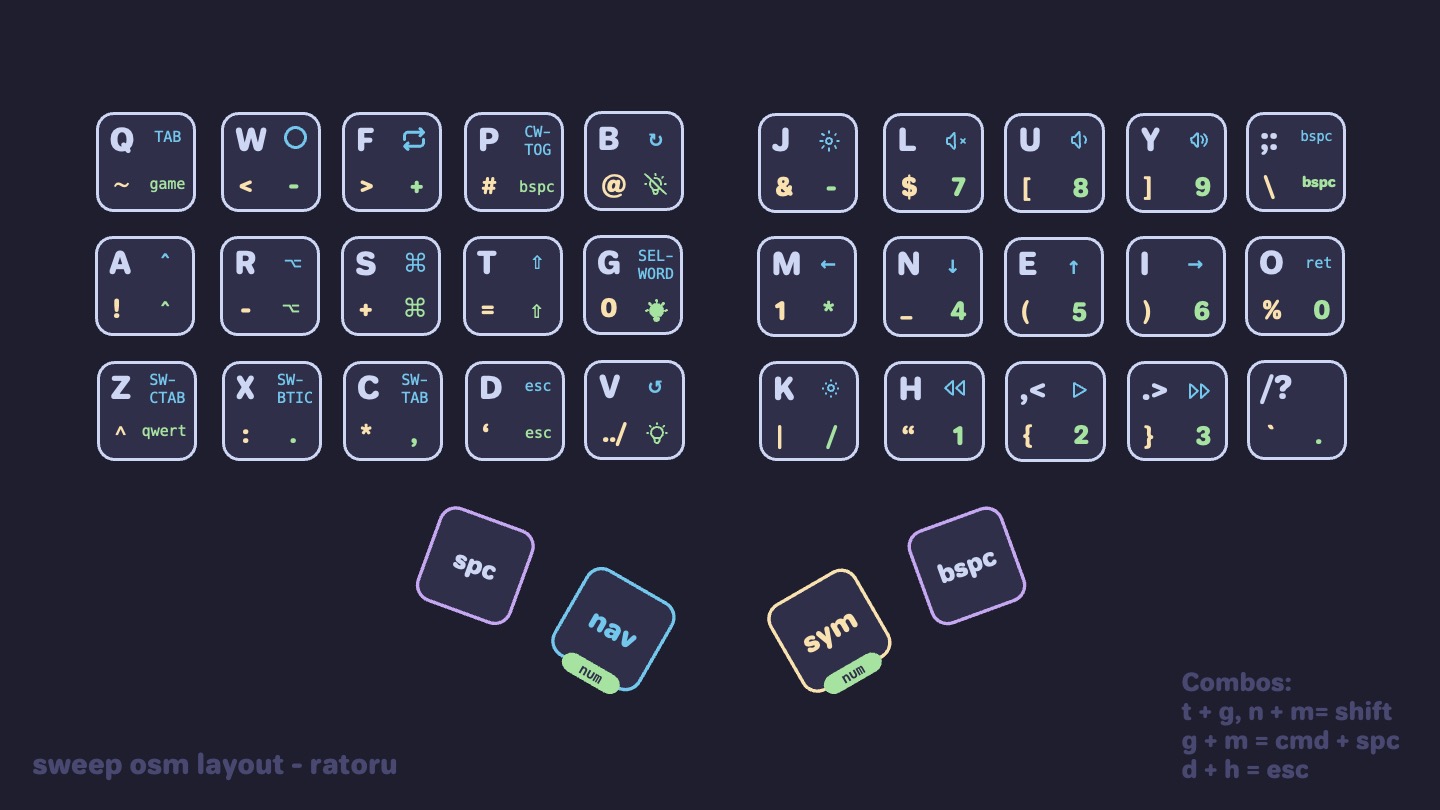 Q TAB
~ game
W
< -
F
> +
P CW-
TOG
# bspc
B ↻
@
J
& -
L
$ 7
U
[ 8
Y
] 9
;: bspc
\ bspc
A ^
! ^
R ⌥
- ⌥
S ⌘
+ ⌘
T ⇧
= ⇧
G SEL-
WORD
0
M ←
1 *
N ↓
_ 4
E ↑
( 5
I →
) 6
O ret
% 0
Z SW-
CTAB
^ qwert
X SW-
BTIC
: .
C SW-
TAB
* ,
D esc
‘ esc
V ↺
../
K
| /
H
“ 1
,<
{ 2
.>
} 3
/?
` .
spc
nav
num
sym
num
bspc
Combos:
t + g, n + m= shift
g + m = cmd + spc
d + h = esc
sweep osm layout - ratoru